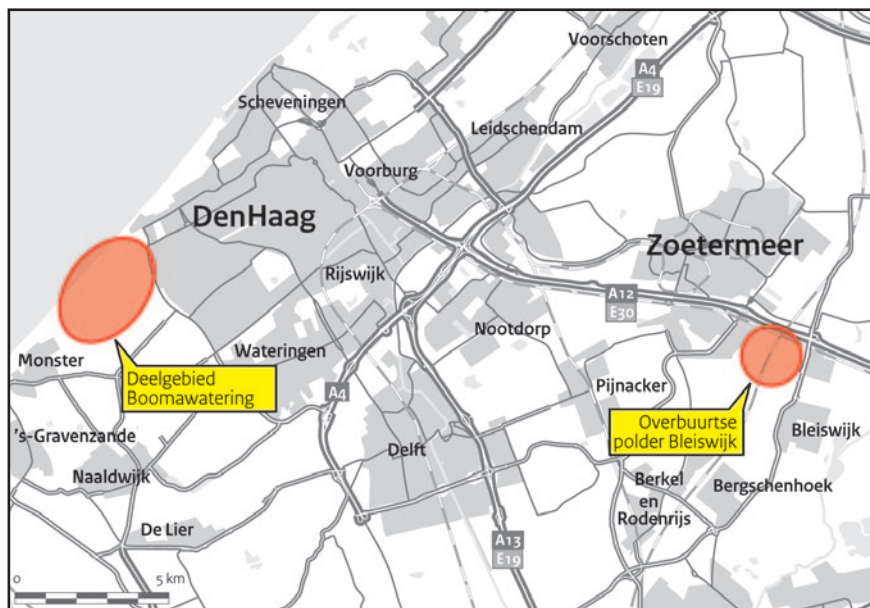 Voorschoten
A4
E19
Scheveningen
Leidschendam
Voorburg
DenHaag
Zoetermeer
Rijswijk
A12
E30
Nootdorp
Monster
Wateringen
Deelgebied
Boomawatering
Pijnacker
A4
's-Gravenzande
Overbuurtse
polder Bleiswijk
Bleiswijk
Delft
Naaldwijk
Berkel
en
Rodenrijs
Bergschenhoek
De Lier
A13
E19
0 5 km